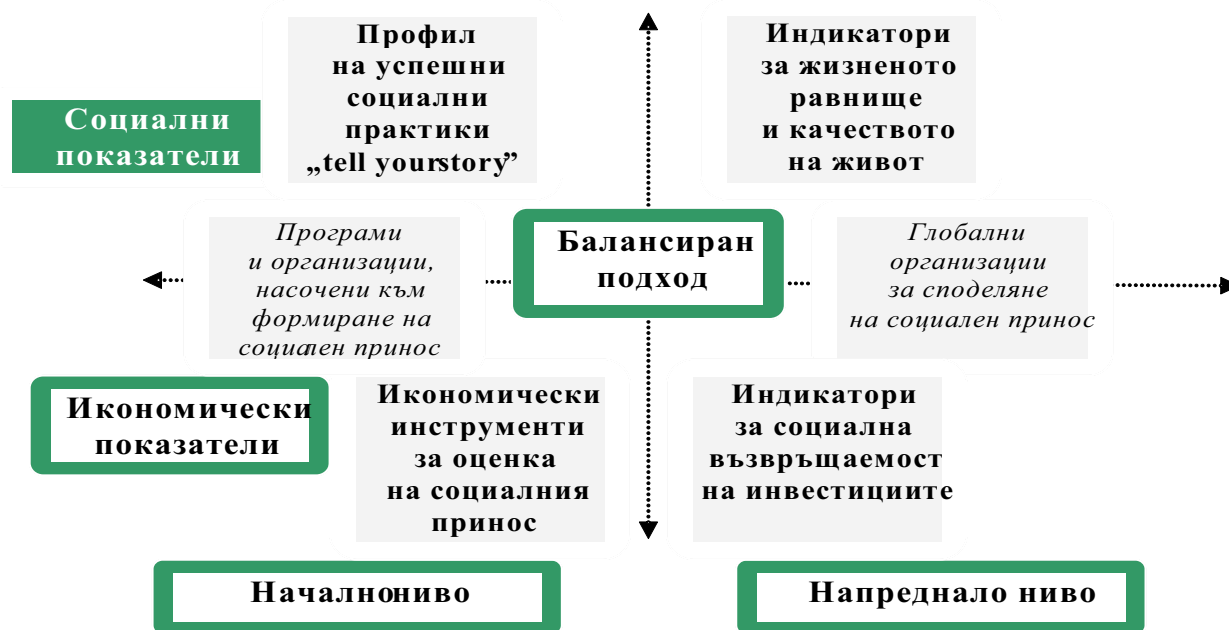 Профил
на успешни
социални
практики
„tell yourstory”
Индикатори
за жизненото
равнище
и качеството
на живот
Социални
показатели
Програми
и организации,
насочени към
формиране на
социален принос
Балансиран
подход
Глобални
организации
за споделяне
на социален принос
Икономически
показатели
Икономически
инструменти
за оценка
на социалния
принос
Индикатори
за социална
възвръщаемост
на инвестициите
Началнониво
Напреднало ниво